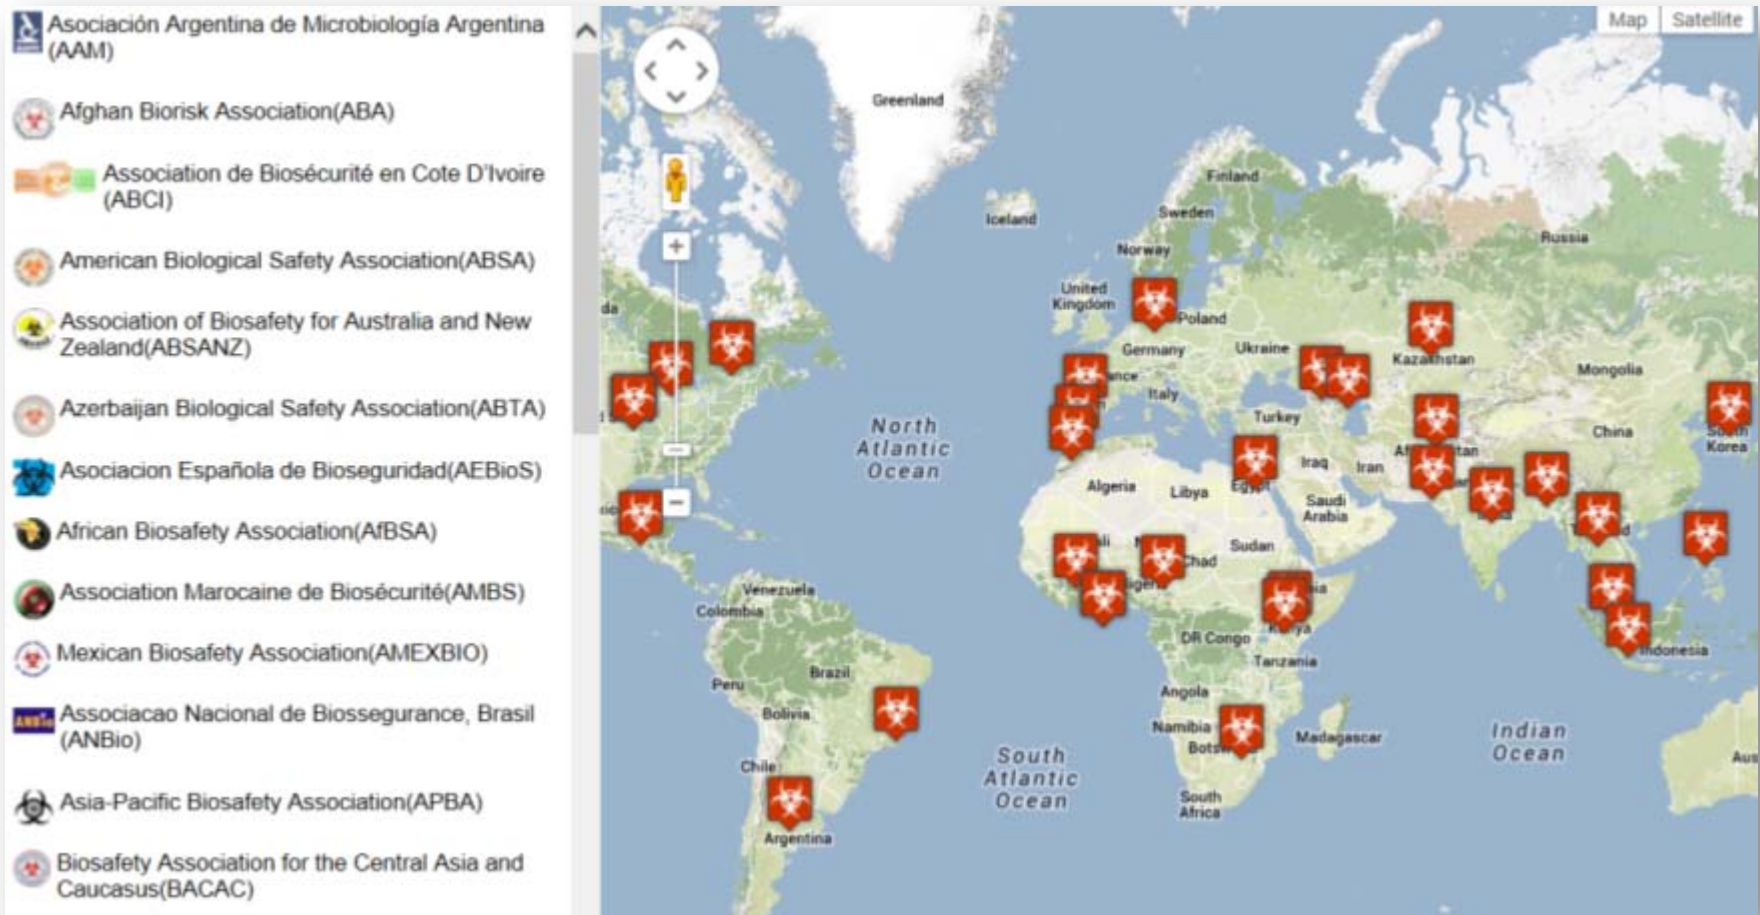 Asociación Argentina de Microbiología Argentina
(AAM)
Afghan Biorisk Association(ABA)
Association de Biosécurité en Cote D'Ivoire
(ABCI)
American Biological Safety Association(ABSA)
Association of Biosafety for Australia and New
Zealand(ABSANZ)
Azerbaijan Biological Safety Association(ABTA)
Asociacion Española de Bioseguridad(AEBioS)
African Biosafety Association(AfBSA)
Association Marocaine de Biosécurité(AMBS)
Mexican Biosafety Association(AMEXBIO)
ANBio
Associacao Nacional de Biossegurance, Brasil
(ANBio)
Asia-Pacific Biosafety Association(APBA)
Biosafety Association for the Central Asia and
Caucasus(BACAC)
Map Satellite
Greenland
Finland
Iceland
Sweden
Russia
Norway
United
Kingdom
da
Poland
Germany
Ukraine
Kazakhstan
Mongolia
ance
Italy
Turkey
China
North
Atlantic
Ocean
South
Korea
Iraq
Iran
Algeria
Libya
Egypt
Saudi
Arabia
Sudan
Chad
Venezuela
Colombia
DR Congo
Kenya
Tanzania
Indonesia
Brazil
Peru
Angola
Bolivia
Namibia
Madagascar
Indian
Ocean
Chile
South
Atlantic
Ocean
Aus
South
Africa
Argentina